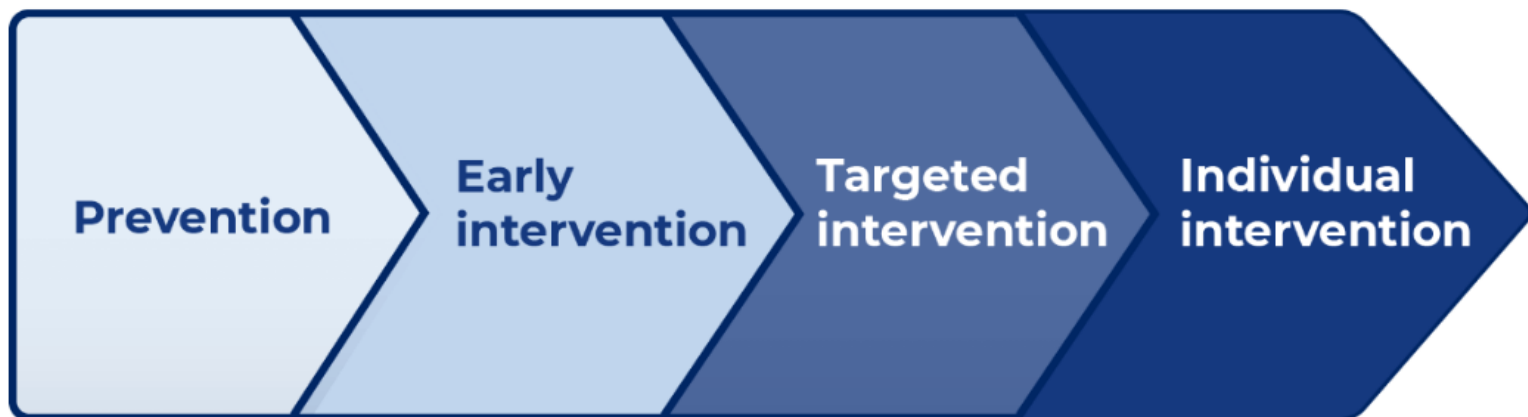 Prevention
Early
intervention
Targeted
intervention
Individual
intervention